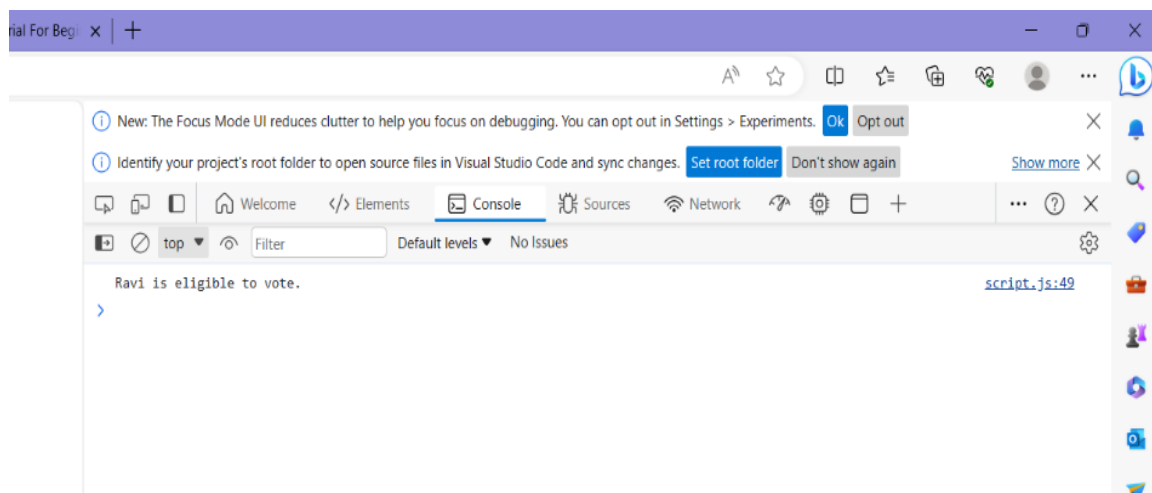 rial For Begi
New: The Focus Mode UI reduces clutter to help you focus on debugging. You can opt out in Settings > Experiments. Ok Opt out
Identify your project's root folder to open source files in Visual Studio Code and sync changes. Set root folder Don't show again Show more
Welcome </> Elements Console Sources Network
top Filter Default levels No Issues
Ravi is eligible to vote. script.js:49
>